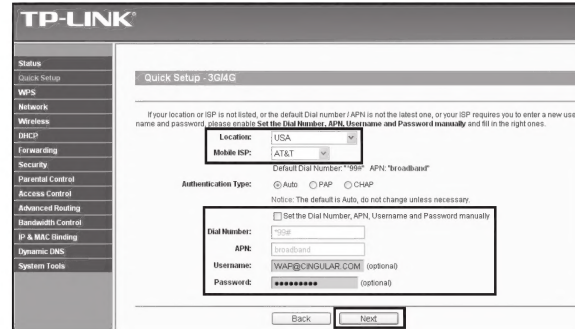 TP-LINK®
Status
Quick Setup
WPS
Network
Wireless
DHCP
Forwarding
Security
Parental Control
Access Control
Advanced Routing
Bandwidth Control
IP & MAC Binding
Dynamic DNS
System Tools
Quick Setup - 3G/4G
If your location or ISP is not listed, or the default Dial number / APN is not the latest one, or your ISP requires you to enter a new use
name and password, please enable Set the Dial Number, APN, Username and Password manually and fill in the right ones.
Location: USA
Mobile ISP: AT&T
Default Dial Number: "*99#" APN: "broadband"
Authentication Type: Auto PAP CHAP
Notice: The default is Auto, do not change unless necessary.
Set the Dial Number, APN, Username and Password manually
Dial Number: *99#
APN: broadband
Username: WAP@CINGULAR.COM (optional)
Password: ●●●●●●●●● (optional)
Back Next